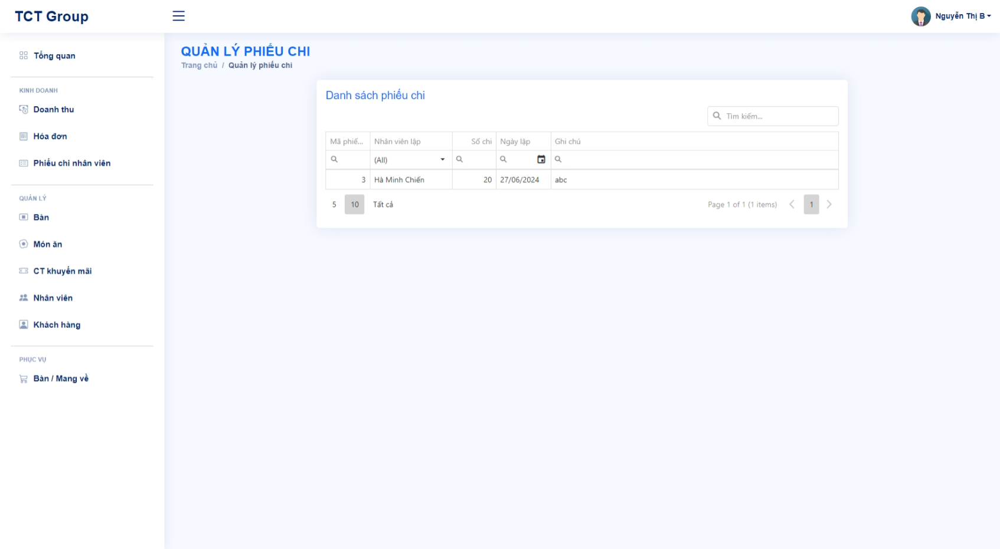 TCT Group
Nguyễn Thị B
Tổng quan
KINH DOANH
Doanh thu
Hóa đơn
Phiếu chi nhân viên
QUẢN LÝ
Bàn
Món ăn
CT khuyến mãi
Nhân viên
Khách hàng
PHỤC VỤ
Bàn / Mang về
QUẢN LÝ PHIẾU CHI
Trang chủ / Quản lý phiếu chi
Danh sách phiếu chi
Tìm kiếm...
Mã phiế... Nhân viên lập Số chi Ngày lập Ghi chú
(All)
3 Hà Minh Chiến 20 27/06/2024 abc
5 10 Tất cả Page 1 of 1 (1 items) 1